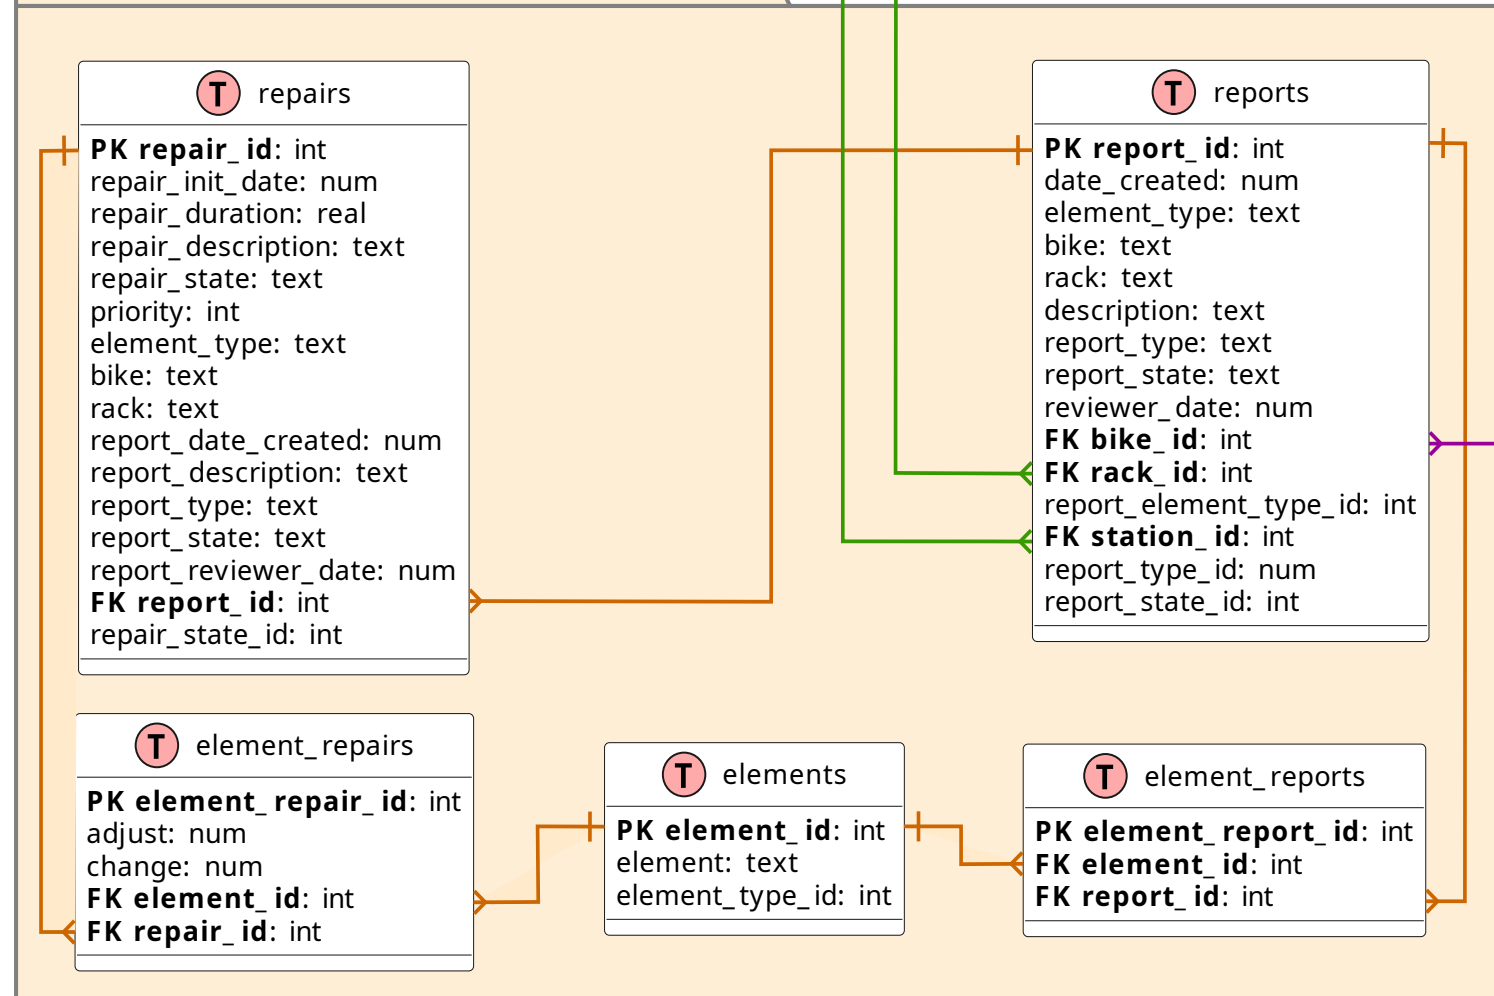 T repairs
PK repair_id: int
repair_init_date: num
repair_duration: real
repair_description: text
repair_state: text
priority: int
element_type: text
bike: text
rack: text
report_date_created: num
report_description: text
report_type: text
report_state: text
report_reviewer_date: num
FK report_id: int
repair_state_id: int
T reports
PK report_id: int
date_created: num
element_type: text
bike: text
rack: text
description: text
report_type: text
report_state: text
reviewer_date: num
FK bike_id: int
FK rack_id: int
report_element_type_id: int
FK station_id: int
report_type_id: num
report_state_id: int
T element_repairs
PK element_repair_id: int
adjust: num
change: num
FK element_id: int
FK repair_id: int
T elements
PK element_id: int
element: text
element_type_id: int
T element_reports
PK element_report_id: int
FK element_id: int
FK report_id: int